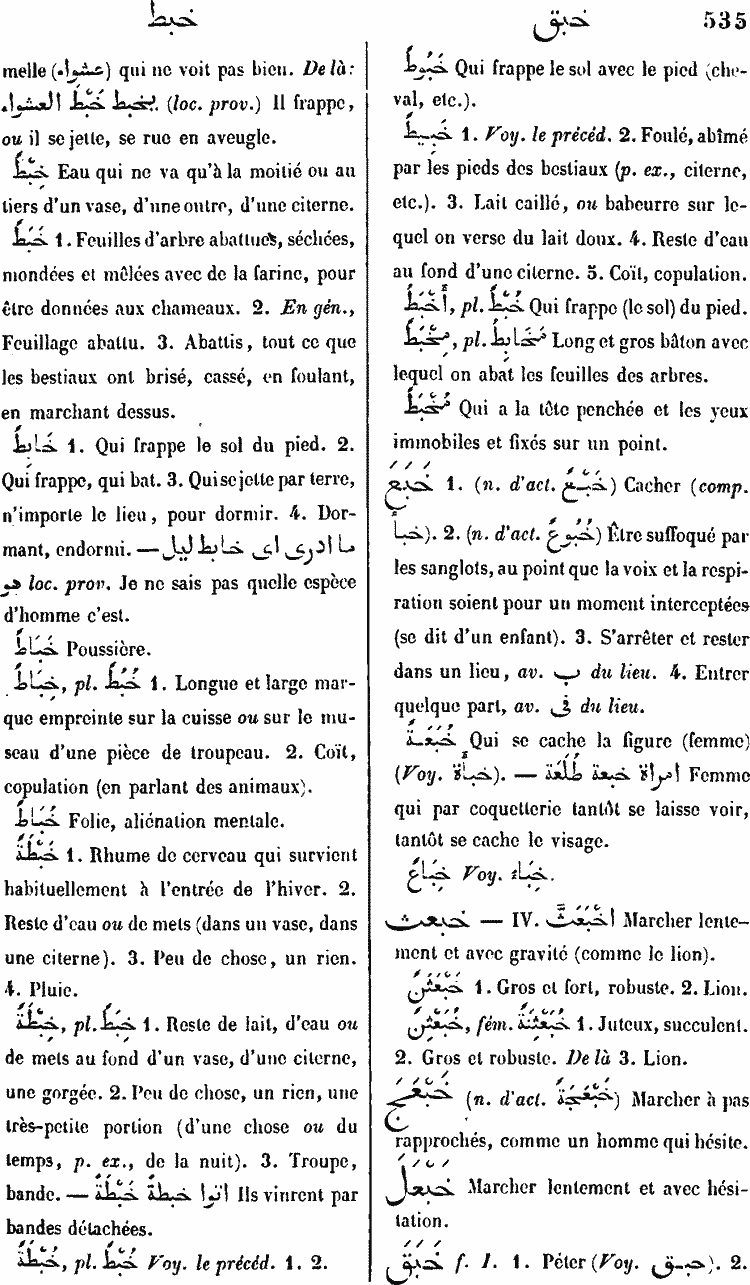 خبط
خبق
535
melle (عشواء) qui ne voit pas bien. De là:
يخبط خَبْطَ العشواء. (loc. prov.) Il frappe,
ou il se jette, se rue en aveugle.
خِبْطٌ Eau qui ne va qu'à la moitié ou au
tiers d'un vase, d'une outre, d'une citerne.
خَبَطٌ 1. Feuilles d'arbre abattues, séchées,
mondées et mêlées avec de la farine, pour
être données aux chameaux. 2. En gén.,
Feuillage abattu. 3. Abattis, tout ce que
les bestiaux ont brisé, cassé, en foulant,
en marchant dessus.
خَابِطٌ 1. Qui frappe le sol du pied. 2.
Qui frappe, qui bat. 3. Qui se jette par terre,
n'importe le lieu, pour dormir. 4. Dor-
mant, endormi. — ما ادرى اى خابط ليل
هو loc. prov. Je ne sais pas quelle espèce
d'homme c'est.
خَبَاطٌ Poussière.
خِبَاطٌ, pl. خُبُطٌ 1. Longue et large mar-
que empreinte sur la cuisse ou sur le mu-
seau d'une pièce de troupeau. 2. Coït,
copulation (en parlant des animaux).
خُبَاطٌ Folie, aliénation mentale.
خَبْطَةٌ 1. Rhume de cerveau qui survient
habituellement à l'entrée de l'hiver. 2.
Reste d'eau ou de mets (dans un vase, dans
une citerne). 3. Peu de chose, un rien.
4. Pluie.
خِبْطَةٌ, pl. خِبَطٌ 1. Reste de lait, d'eau ou
de mets au fond d'un vase, d'une citerne,
une gorgée. 2. Peu de chose, un rien, une
très-petite portion (d'une chose ou du
temps, p. ex., de la nuit). 3. Troupe,
bande. — اتوا خبطةً خِبْطَةً Ils vinrent par
bandes détachées.
خُبْطَةٌ, pl. خُبَطٌ Voy. le précéd. 1. 2.
خَبُوطٌ Qui frappe le sol avec le pied (che-
val, etc.).
خَبِيطٌ 1. Voy. le précéd. 2. Foulé, abîmé
par les pieds des bestiaux (p. ex., citerne,
etc.). 3. Lait caillé, ou babeurre sur le-
quel on verse du lait doux. 4. Reste d'eau
au fond d'une citerne. 5. Coït, copulation.
أَخْبَطُ, pl. خُبْطٌ Qui frappe (le sol) du pied.
مِخْبَطٌ, pl. مَخَابِطُ Long et gros bâton avec
lequel on abat les feuilles des arbres.
مُخْبِطٌ Qui a la tête penchée et les yeux
immobiles et fixés sur un point.
خَبَعَ 1. (n. d'act. خَبْعٌ) Cacher (comp.
خبأ). 2. (n. d'act. خُبُوعٌ) Être suffoqué par
les sanglots, au point que la voix et la respi-
ration soient pour un moment interceptées
(se dit d'un enfant). 3. S'arrêter et rester
dans un lieu, av. ب du lieu. 4. Entrer
quelque part, av. فى du lieu.
خُبَعَةٌ Qui se cache la figure (femme)
(Voy. خبأة). — امراة خبعة طُلَعَة Femme
qui par coquetterie tantôt se laisse voir,
tantôt se cache le visage.
خِبَاعٌ Voy. خِبَاء.
خبعث — IV. اخْبَعَثَّ Marcher lente-
ment et avec gravité (comme le lion).
خَبَعْثَنٌ 1. Gros et fort, robuste. 2. Lion.
خُبَعْثِنٌ, fém. خُبَعْثِنَةٌ 1. Juteux, succulent.
2. Gros et robuste. De là 3. Lion.
خَبْعَجَ (n. d'act. خَبْعَجَةٌ) Marcher à pas
rapprochés, comme un homme qui hésite.
خَبْعَلَ Marcher lentement et avec hési-
tation.
خَبَقَ f. I. 1. Péter (Voy. حبق). 2.